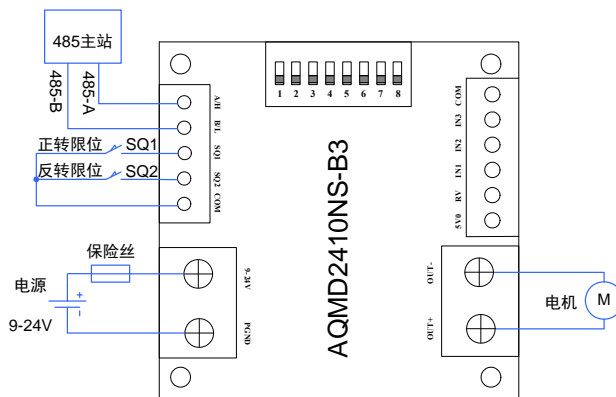 485主站
485-A
485-B
正转限位 SQ1
反转限位 SQ2
A/H
B/L
SQ1
SQ2
COM
1 2 3 4 5 6 7 8
AQMD2410NS-B3
COM
IN3
IN2
IN1
RV
5V0
保险丝
电源
+
-
9-24V
9-24V
PGND
OUT-
OUT+
电机
M